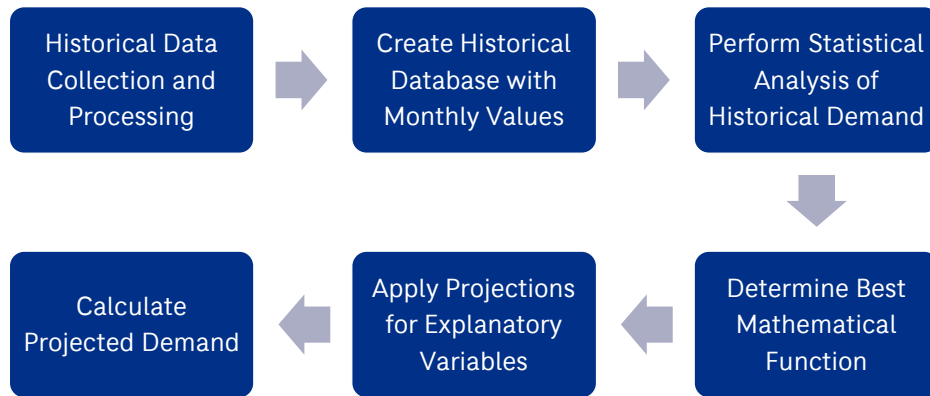 Historical Data
Collection and
Processing
Create Historical
Database with
Monthly Values
Perform Statistical
Analysis of
Historical Demand
Determine Best
Mathematical
Function
Apply Projections
for Explanatory
Variables
Calculate
Projected Demand